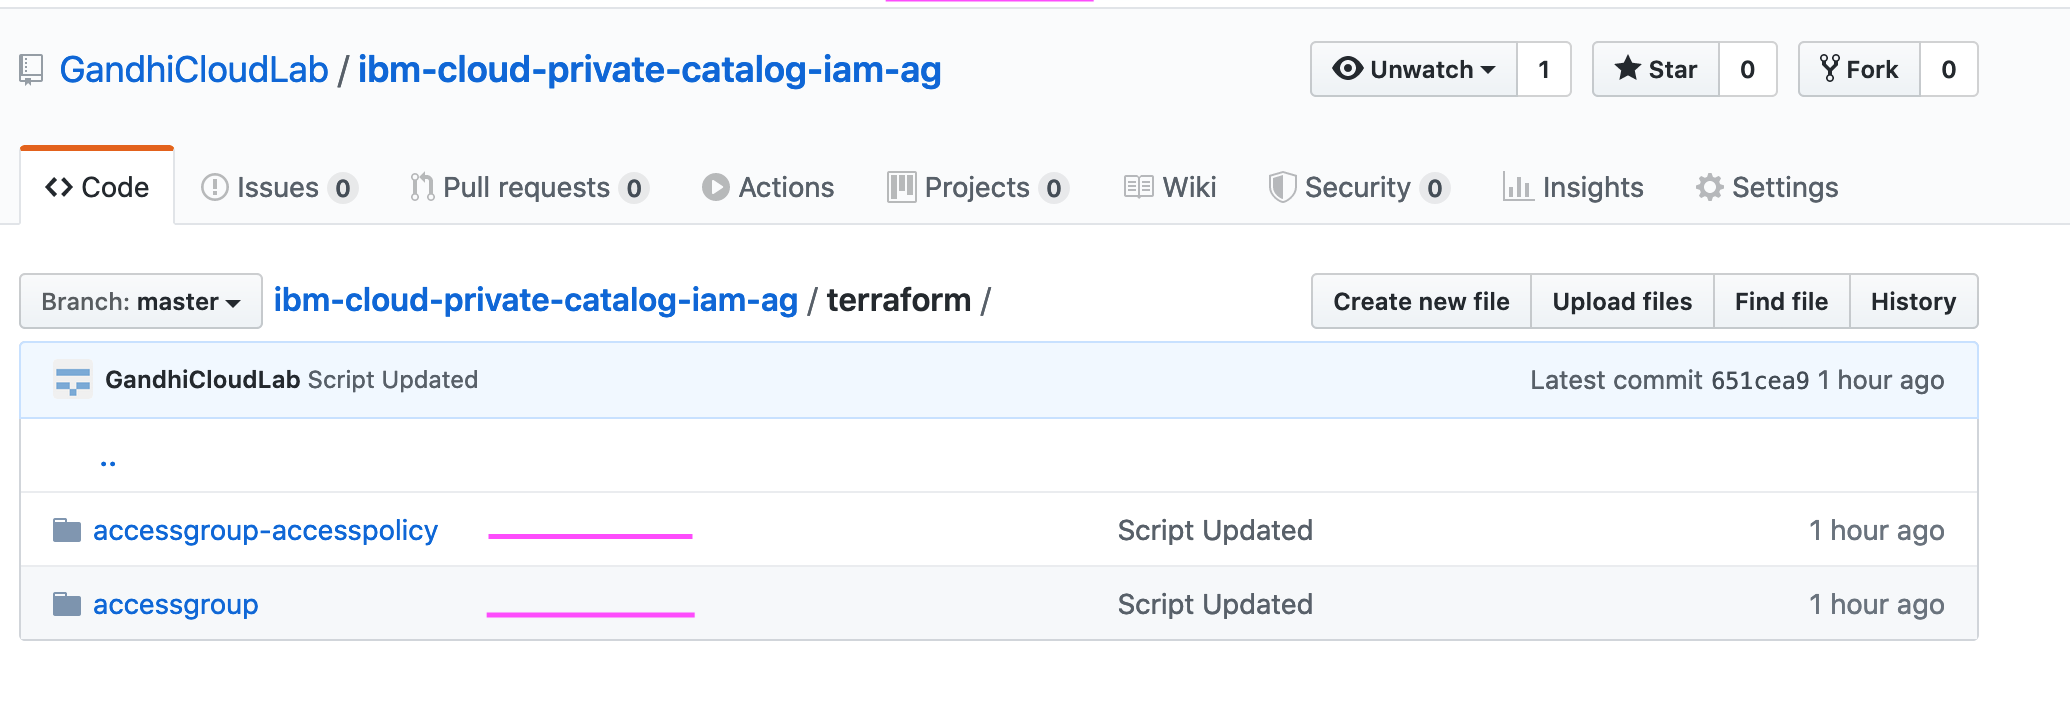 GandhiCloudLab / ibm-cloud-private-catalog-iam-ag Unwatch 1 Star 0 Fork 0
Code Issues 0 Pull requests 0 Actions Projects 0 Wiki Security 0 Insights Settings
Branch: master ibm-cloud-private-catalog-iam-ag / terraform / Create new file Upload files Find file History
GandhiCloudLab Script Updated Latest commit 651cea9 1 hour ago
..
accessgroup-accesspolicy Script Updated 1 hour ago
accessgroup Script Updated 1 hour ago